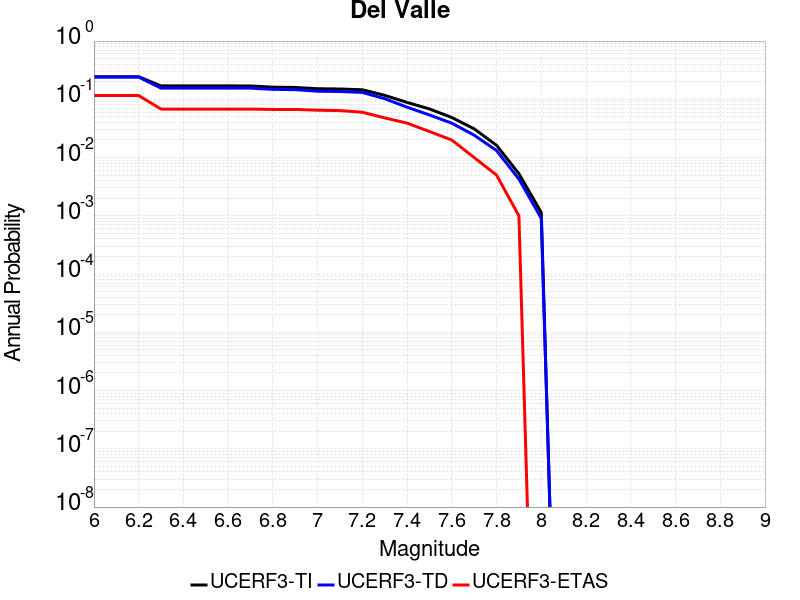 Del Valle
10^0
10^-1
10^-2
10^-3
10^-4
10^-5
10^-6
10^-7
10^-8
Annual Probability
6 6.2 6.4 6.6 6.8 7 7.2 7.4 7.6 7.8 8 8.2 8.4 8.6 8.8 9
Magnitude
UCERF3-TI UCERF3-TD UCERF3-ETAS